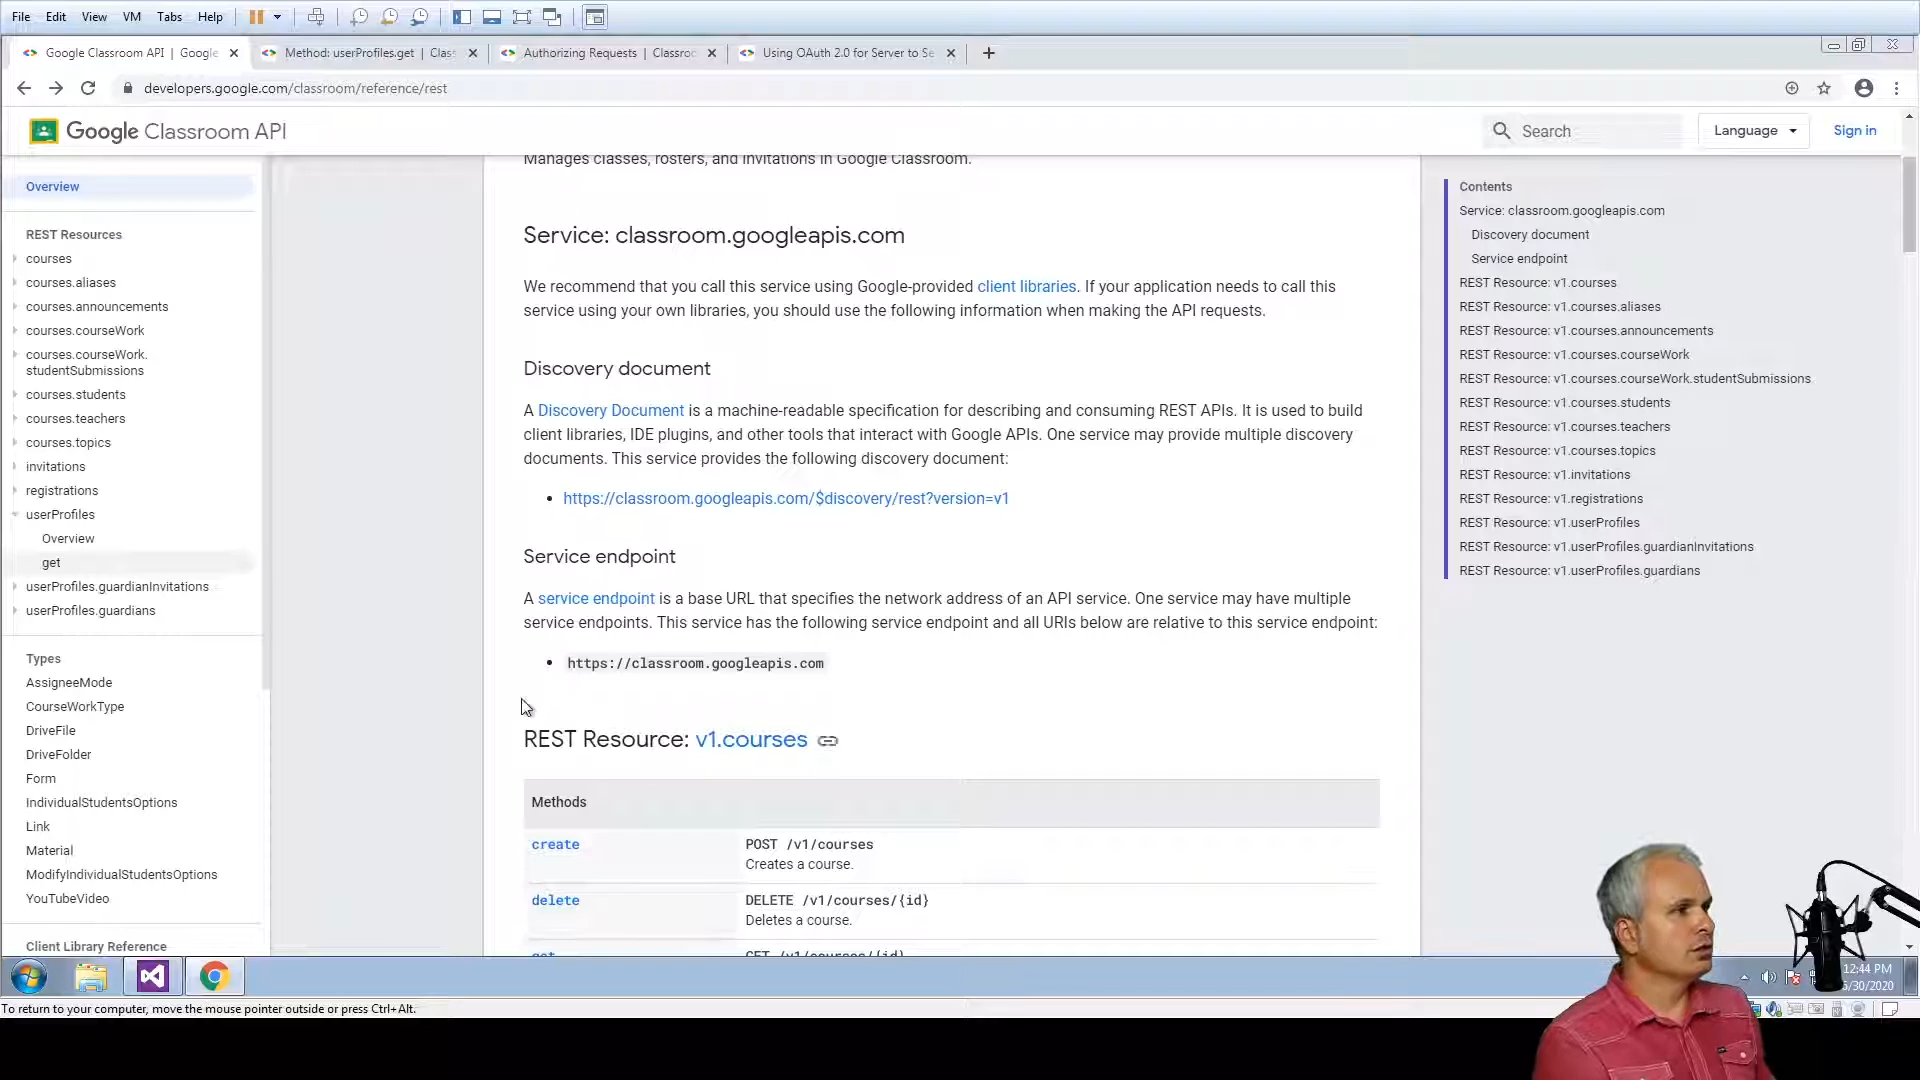 File Edit View VM Tabs Help
Google Classroom API | Google
Method: userProfiles.get | Class
Authorizing Requests | Classroo
Using OAuth 2.0 for Server to Se
developers.google.com/classroom/reference/rest
Google Classroom API
Search
Language
Sign in
Overview
REST Resources
courses
courses.aliases
courses.announcements
courses.courseWork
courses.courseWork.
studentSubmissions
courses.students
courses.teachers
courses.topics
invitations
registrations
userProfiles
Overview
get
userProfiles.guardianInvitations
userProfiles.guardians
Types
AssigneeMode
CourseWorkType
DriveFile
DriveFolder
Form
IndividualStudentsOptions
Link
Material
ModifyIndividualStudentsOptions
YouTubeVideo
Client Library Reference
Manages classes, rosters, and invitations in Google Classroom.
Service: classroom.googleapis.com
We recommend that you call this service using Google-provided client libraries. If your application needs to call this
service using your own libraries, you should use the following information when making the API requests.
Discovery document
A Discovery Document is a machine-readable specification for describing and consuming REST APIs. It is used to build
client libraries, IDE plugins, and other tools that interact with Google APIs. One service may provide multiple discovery
documents. This service provides the following discovery document:
• https://classroom.googleapis.com/$discovery/rest?version=v1
Service endpoint
A service endpoint is a base URL that specifies the network address of an API service. One service may have multiple
service endpoints. This service has the following service endpoint and all URIs below are relative to this service endpoint:
• https://classroom.googleapis.com
REST Resource: v1.courses
Methods
create POST /v1/courses
Creates a course.
delete DELETE /v1/courses/{id}
Deletes a course.
get GET /v1/courses/{id}
Contents
Service: classroom.googleapis.com
Discovery document
Service endpoint
REST Resource: v1.courses
REST Resource: v1.courses.aliases
REST Resource: v1.courses.announcements
REST Resource: v1.courses.courseWork
REST Resource: v1.courses.courseWork.studentSubmissions
REST Resource: v1.courses.students
REST Resource: v1.courses.teachers
REST Resource: v1.courses.topics
REST Resource: v1.invitations
REST Resource: v1.registrations
REST Resource: v1.userProfiles
REST Resource: v1.userProfiles.guardianInvitations
REST Resource: v1.userProfiles.guardians
12:44 PM
/30/2020
To return to your computer, move the mouse pointer outside or press Ctrl+Alt.